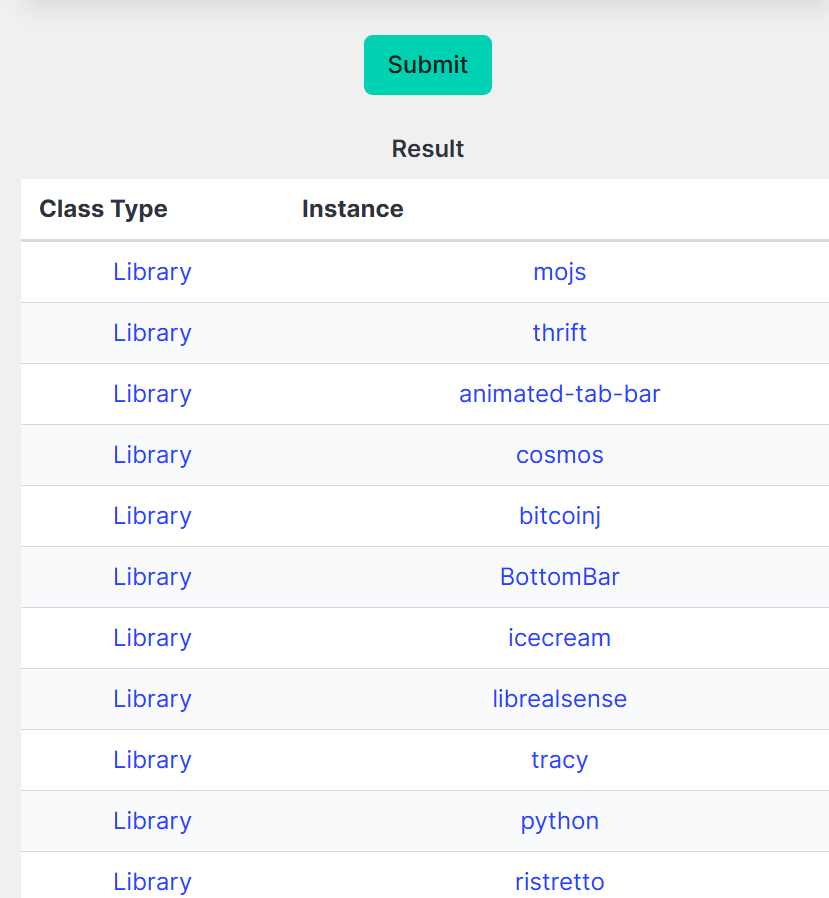 Submit
Result
Class Type Instance
Library mojs
Library thrift
Library animated-tab-bar
Library cosmos
Library bitcoinj
Library BottomBar
Library icecream
Library librealsense
Library tracy
Library python
Library ristretto